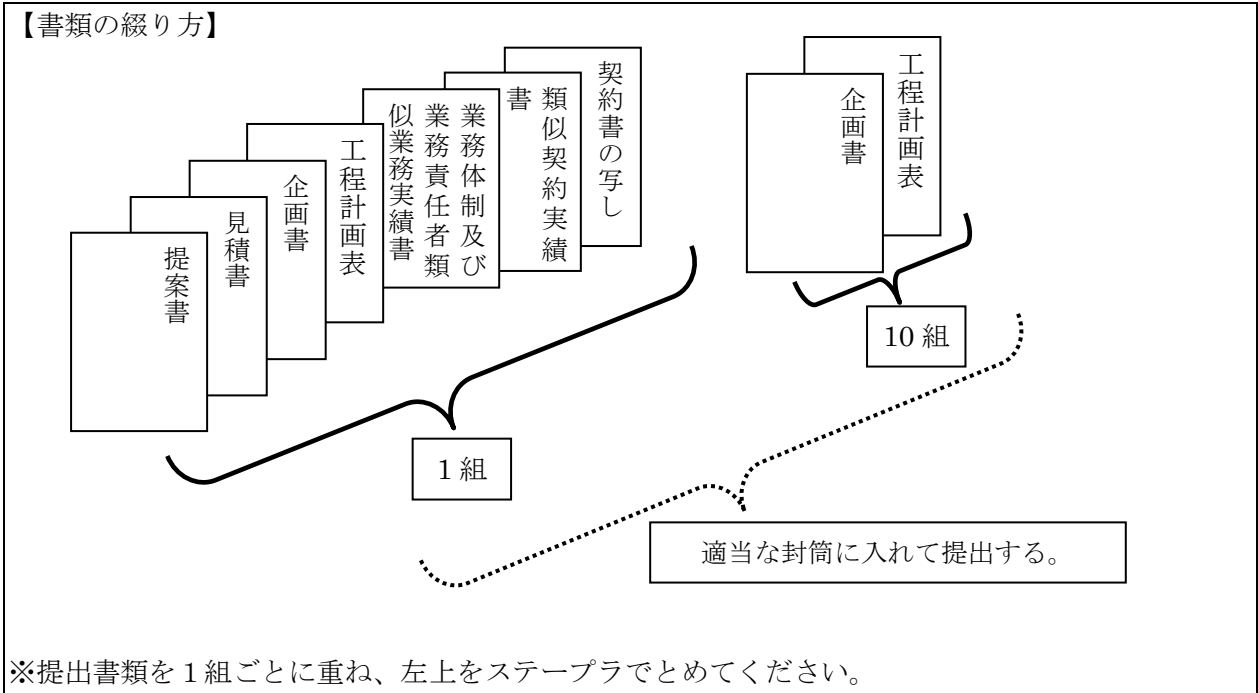 【書類の綴り方】
提案書
見積書
企画書
工程計画表
業務体制及び
業務責任者類
似業務実績書
類似契約実績
書
契約書の写し
1 組
企画書
工程計画表
10 組
適当な封筒に入れて提出する。
※提出書類を１組ごとに重ね、左上をステープラでとめてください。